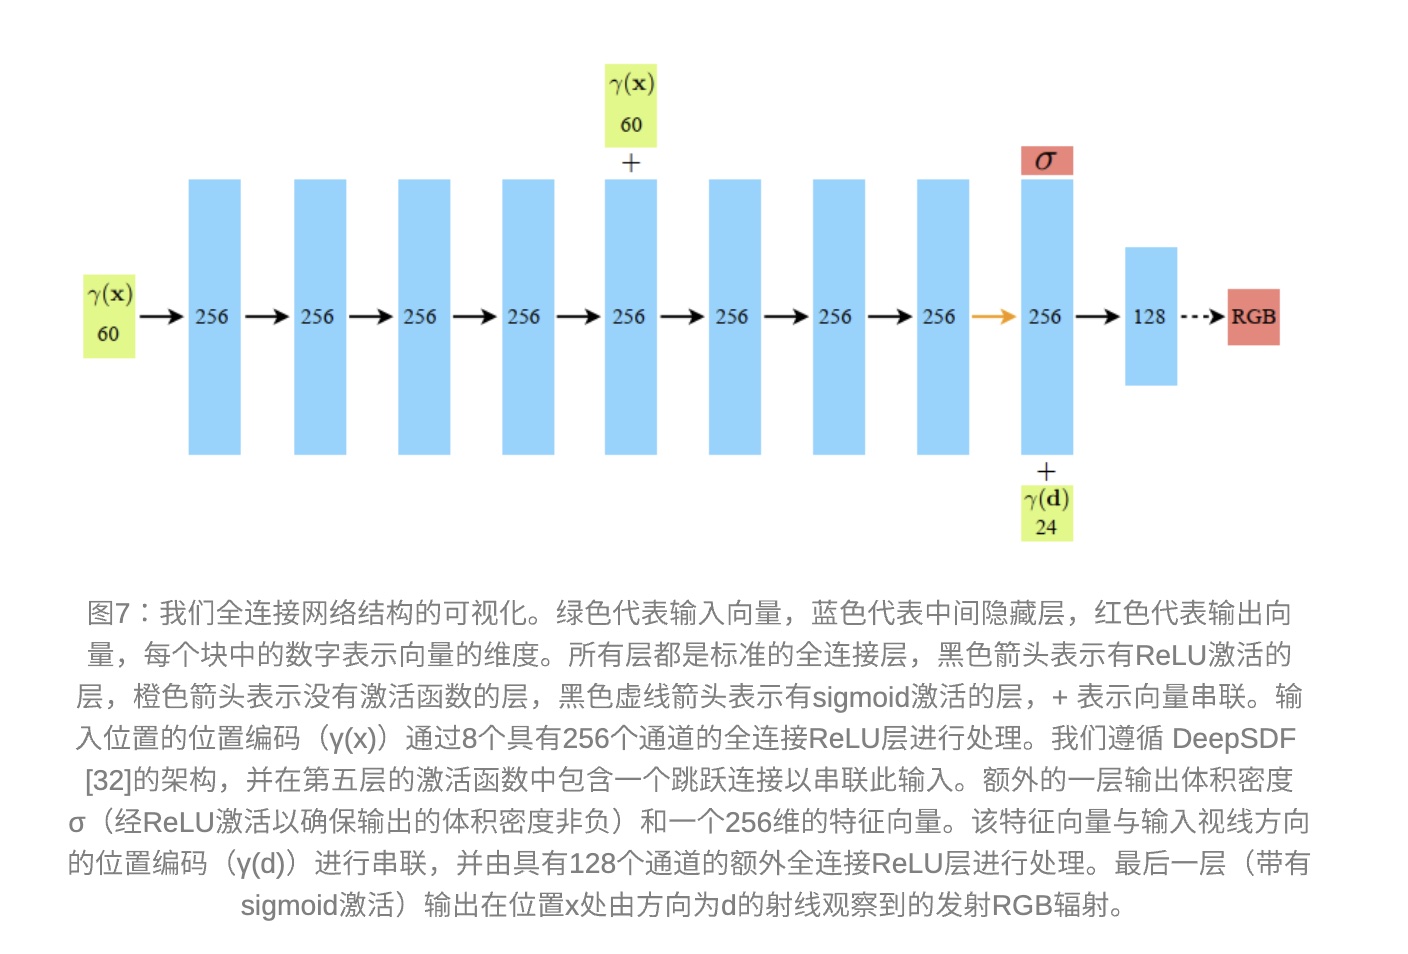 γ(x)
60
+
σ
γ(x)
60
256
256
256
256
256
256
256
256
256
128
RGB
+
γ(d)
24
图7：我们全连接网络结构的可视化。绿色代表输入向量，蓝色代表中间隐藏层，红色代表输出向
量，每个块中的数字表示向量的维度。所有层都是标准的全连接层，黑色箭头表示有ReLU激活的
层，橙色箭头表示没有激活函数的层，黑色虚线箭头表示有sigmoid激活的层，+ 表示向量串联。输
入位置的位置编码（γ(x)）通过8个具有256个通道的全连接ReLU层进行处理。我们遵循 DeepSDF
[32]的架构，并在第五层的激活函数中包含一个跳跃连接以串联此输入。额外的一层输出体积密度
σ（经ReLU激活以确保输出的体积密度非负）和一个256维的特征向量。该特征向量与输入视线方向
的位置编码（γ(d)）进行串联，并由具有128个通道的额外全连接ReLU层进行处理。最后一层（带有
sigmoid激活）输出在位置x处由方向为d的射线观察到的发射RGB辐射。